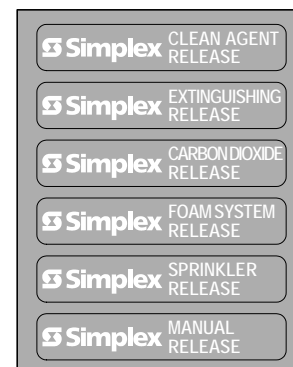 Simplex CLEAN AGENT
RELEASE
Simplex EXTINGUISHING
RELEASE
Simplex CARBON DIOXIDE
RELEASE
Simplex FOAM SYSTEM
RELEASE
Simplex SPRINKLER
RELEASE
Simplex MANUAL
RELEASE